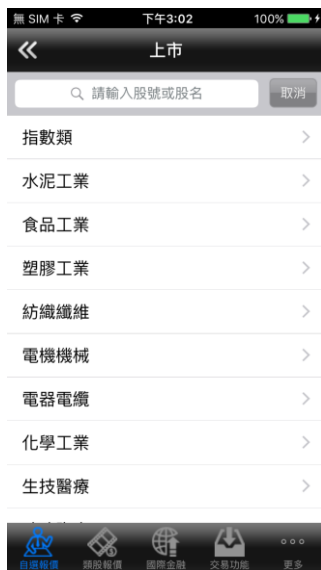 無 SIM 卡 下午3:02 100%
上市
請輸入股號或股名 取消
指數類
水泥工業
食品工業
塑膠工業
紡織纖維
電機機械
電器電纜
化學工業
生技醫療
自選報價 類股報價 國際金融 交易功能 更多